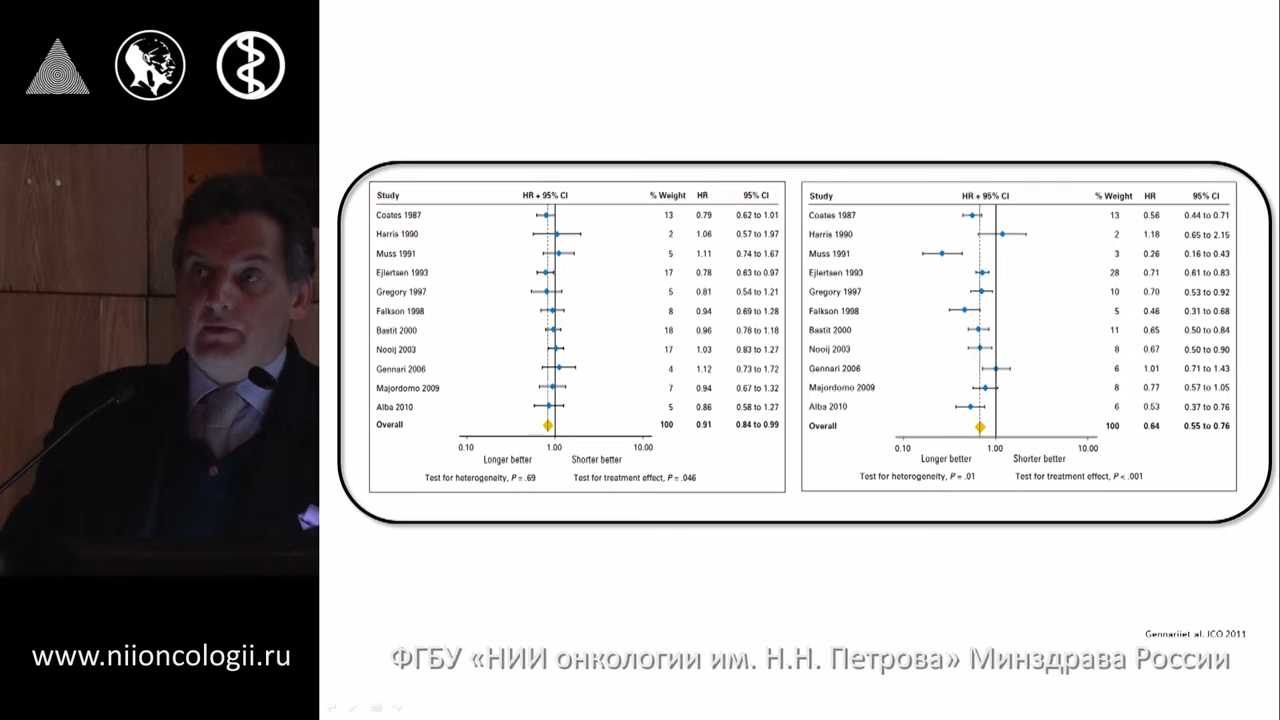 Study HR + 95% CI % Weight HR 95% CI
Coates 1987 13 0.79 0.62 to 1.01
Harris 1990 2 1.06 0.57 to 1.97
Muss 1991 5 1.11 0.74 to 1.67
Ejlertsen 1993 17 0.78 0.63 to 0.97
Gregory 1997 5 0.81 0.54 to 1.21
Falkson 1998 8 0.94 0.69 to 1.28
Bastit 2000 18 0.96 0.78 to 1.18
Nooij 2003 17 1.03 0.83 to 1.27
Gennari 2006 4 1.12 0.73 to 1.72
Majordomo 2009 7 0.94 0.67 to 1.32
Alba 2010 5 0.86 0.58 to 1.27
Overall 100 0.91 0.84 to 0.99
0.10 1.00 10.00
Longer better Shorter better
Test for heterogeneity, P = .69 Test for treatment effect, P = .046
Study HR + 95% CI % Weight HR 95% CI
Coates 1987 13 0.56 0.44 to 0.71
Harris 1990 2 1.18 0.65 to 2.15
Muss 1991 3 0.26 0.16 to 0.43
Ejlertsen 1993 28 0.71 0.61 to 0.83
Gregory 1997 10 0.70 0.53 to 0.92
Falkson 1998 5 0.46 0.31 to 0.68
Bastit 2000 11 0.65 0.50 to 0.84
Nooij 2003 8 0.67 0.50 to 0.90
Gennari 2006 6 1.01 0.71 to 1.43
Majordomo 2009 8 0.77 0.57 to 1.05
Alba 2010 6 0.53 0.37 to 0.76
Overall 100 0.64 0.55 to 0.76
0.10 1.00 10.00
Longer better Shorter better
Test for heterogeneity, P = .01 Test for treatment effect, P < .001
Gennariiet al. JCO 2011
www.niioncologii.ru
ФГБУ «НИИ онкологии им. Н.Н. Петрова» Минздрава России